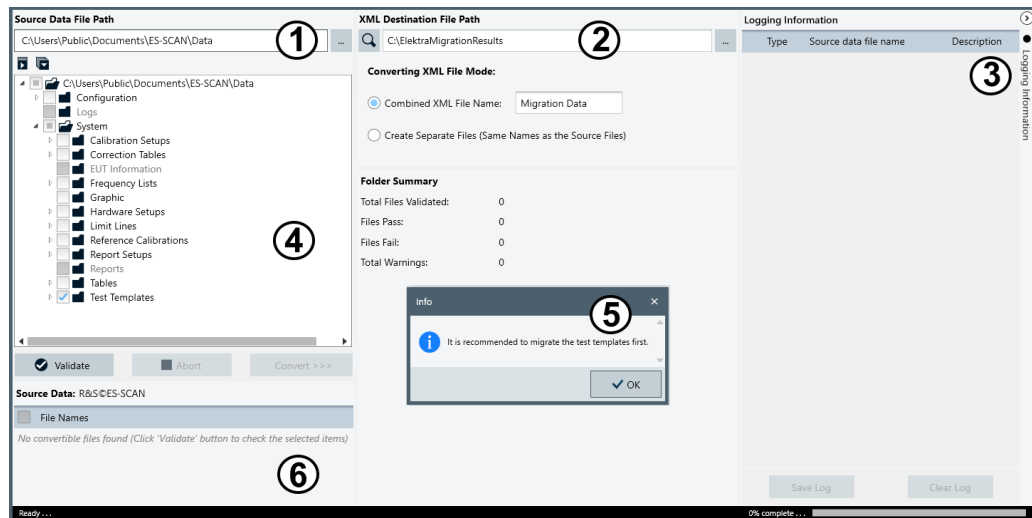 Source Data File Path
C:\Users\Public\Documents\ES-SCAN\Data
...
1
C:\Users\Public\Documents\ES-SCAN\Data
Configuration
Logs
System
Calibration Setups
Correction Tables
EUT Information
Frequency Lists
Graphic
Hardware Setups
Limit Lines
Reference Calibrations
Report Setups
Reports
Tables
Test Templates
4
Validate
Abort
Convert >>>
Source Data: R&S©ES-SCAN
File Names
No convertible files found (Click 'Validate' button to check the selected items)
6
XML Destination File Path
C:\ElektraMigrationResults
...
2
Converting XML File Mode:
Combined XML File Name: Migration Data
Create Separate Files (Same Names as the Source Files)
Folder Summary
Total Files Validated: 0
Files Pass: 0
Files Fail: 0
Total Warnings: 0
Info
5
It is recommended to migrate the test templates first.
OK
Logging Information
Type Source data file name Description
3
Logging Information
Save Log
Clear Log
Ready . . .
0% complete . . .